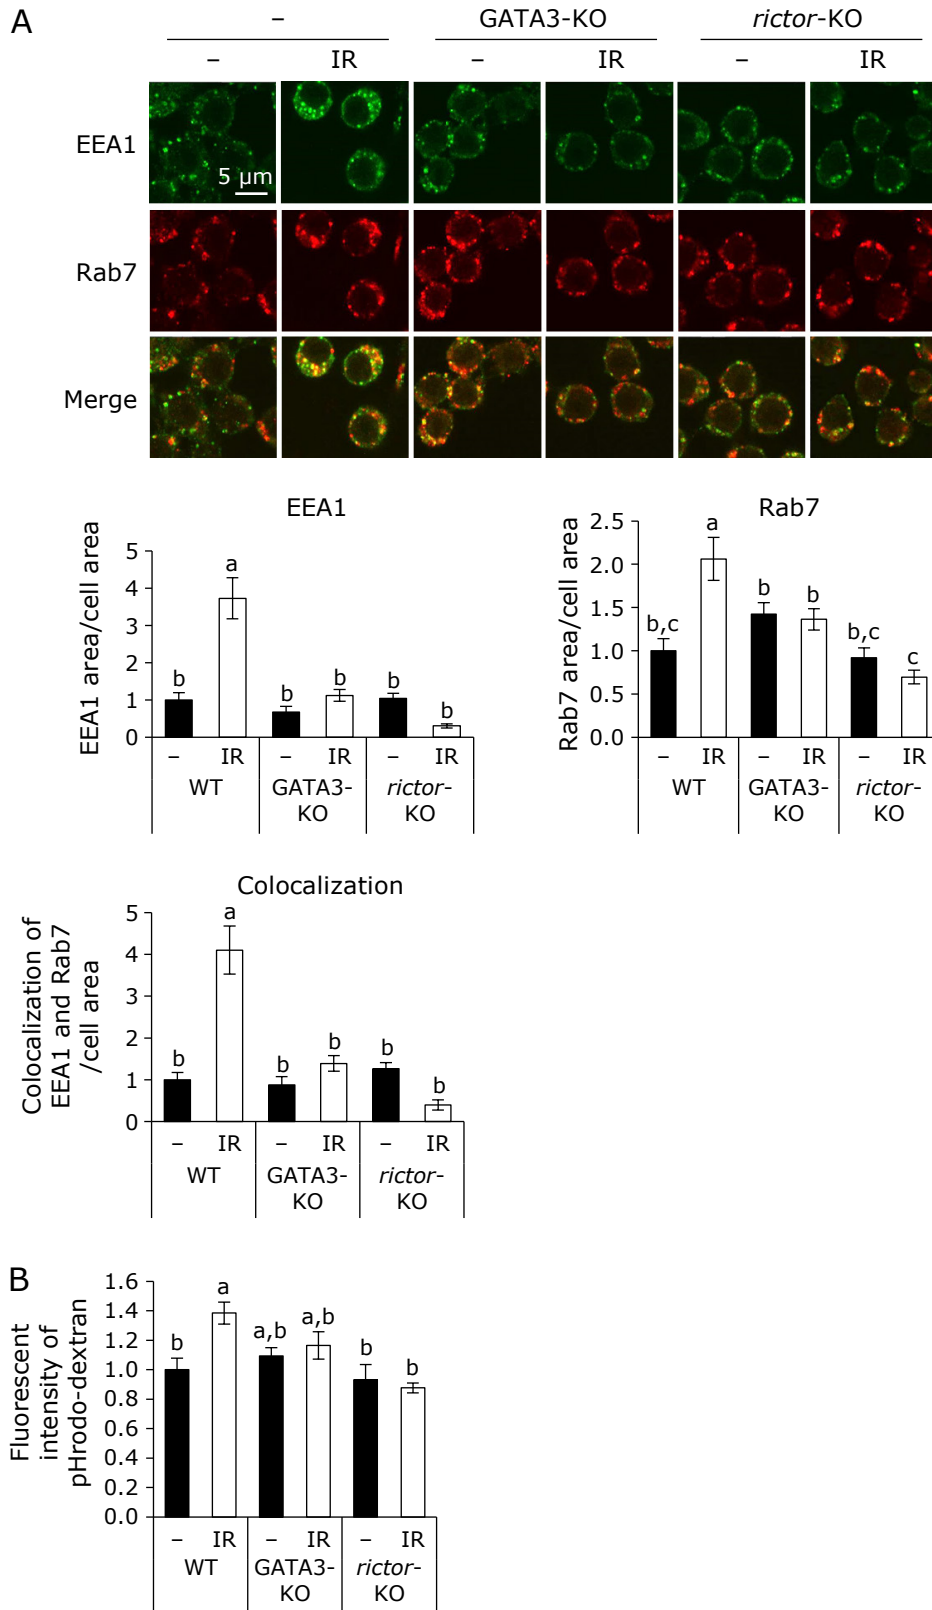 A
–
GATA3-KO
rictor-KO
– IR – IR – IR
EEA1
5 µm
Rab7
Merge
EEA1
EEA1 area/cell area
5
4
3
2
1
0
b a b b b b
– IR – IR – IR
WT GATA3-KO rictor-KO
Rab7
Rab7 area/cell area
2.5
2.0
1.5
1.0
0.5
0.0
b,c a b b b,c c
– IR – IR – IR
WT GATA3-KO rictor-KO
Colocalization
Colocalization of
EEA1 and Rab7
/cell area
5
4
3
2
1
0
b a b b b b
– IR – IR – IR
WT GATA3-KO rictor-KO
B
Fluorescent
intensity of
pHrodo-dextran
1.6
1.4
1.2
1.0
0.8
0.6
0.4
0.2
0.0
b a a,b a,b b b
– IR – IR – IR
WT GATA3-KO rictor-KO